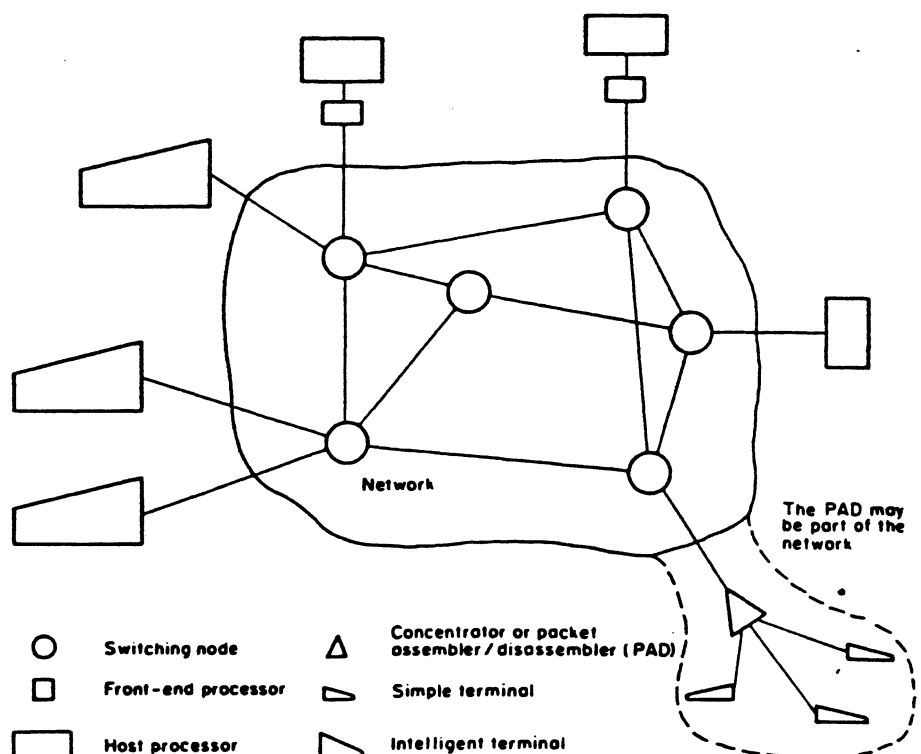 Network
The PAD may
be part of the
network
Switching node
Concentrator or packet
assembler/disassembler (PAD)
Front-end processor
Simple terminal
Host processor
Intelligent terminal